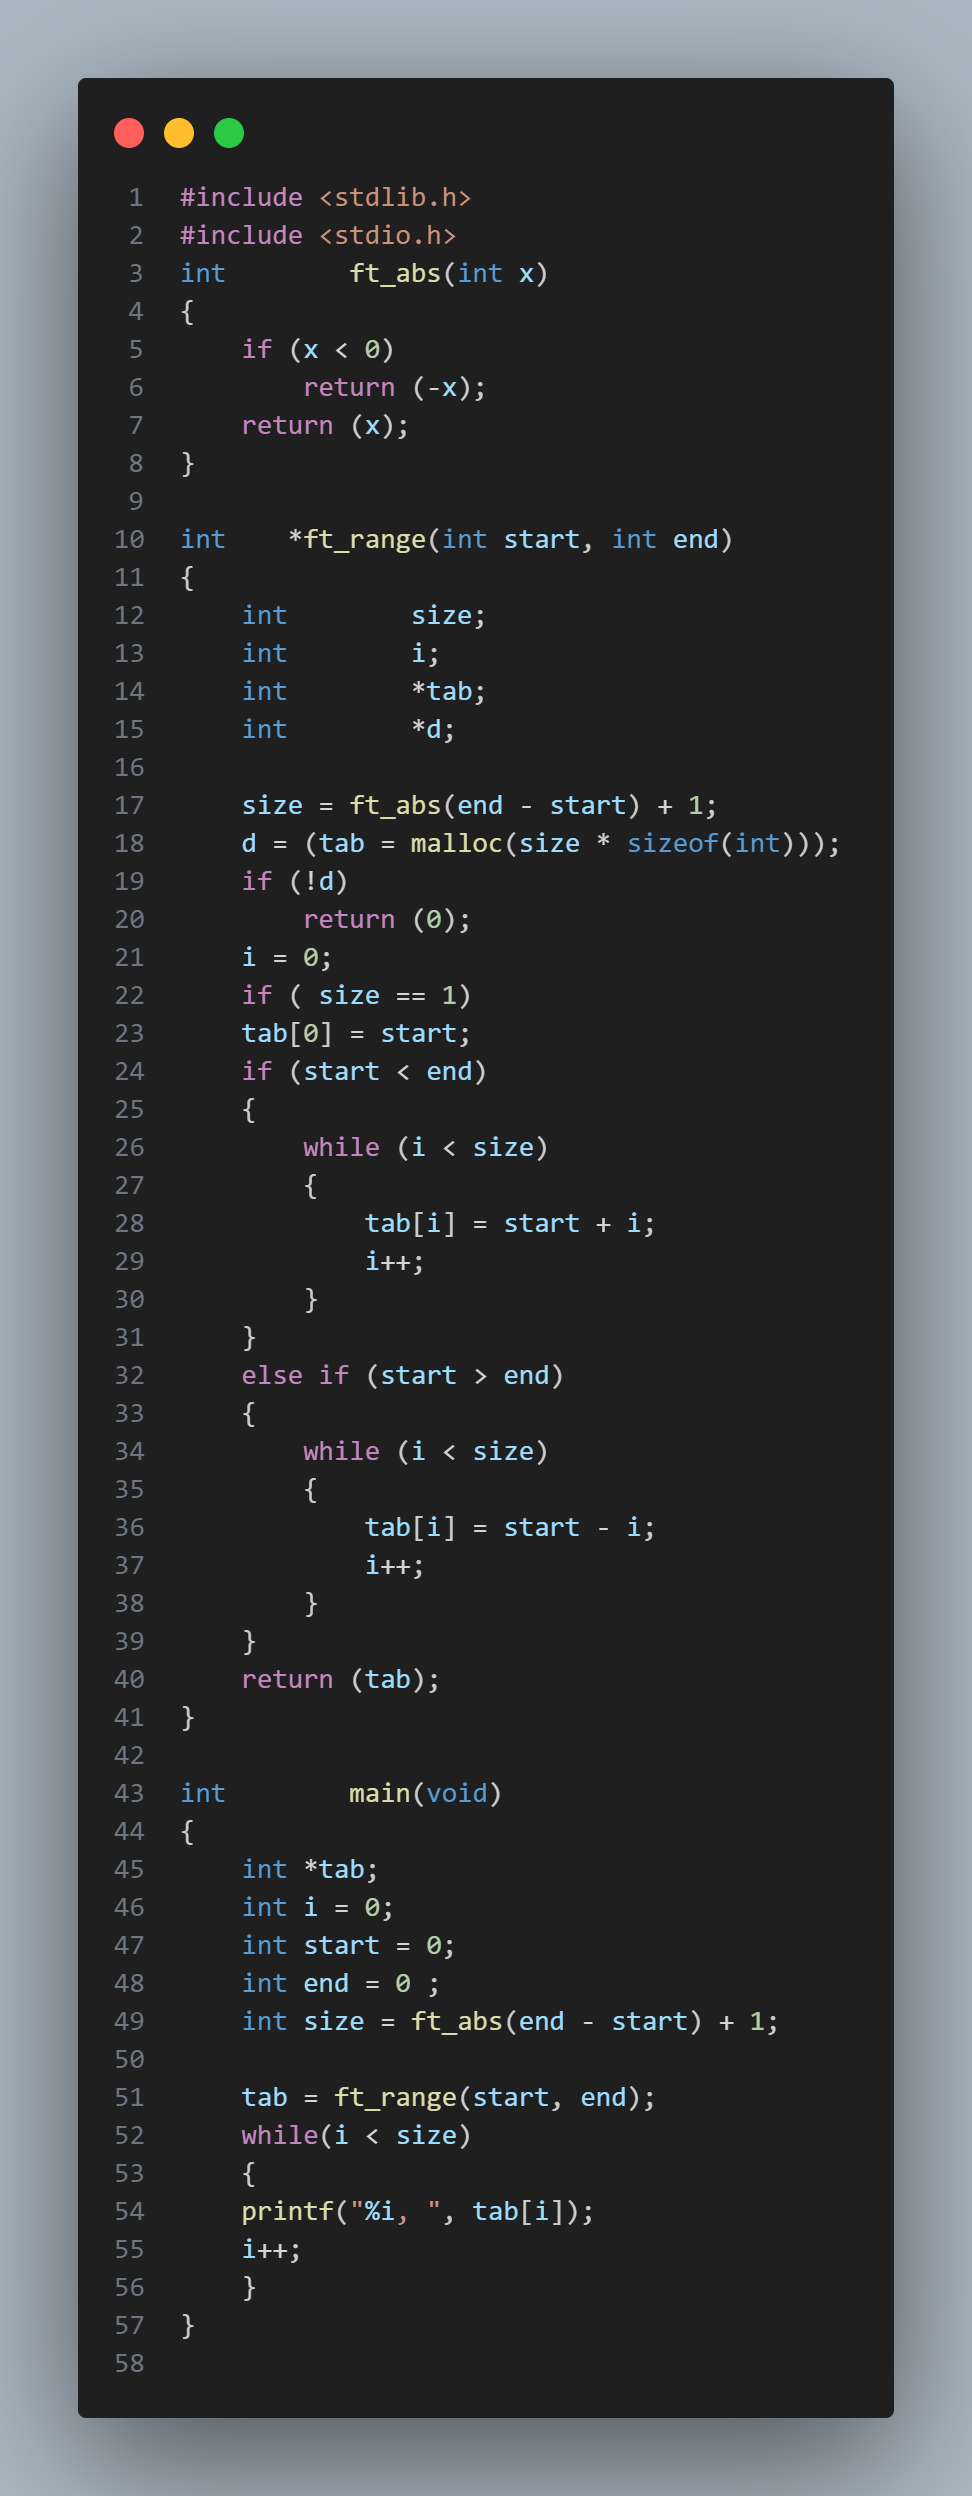 1 #include <stdlib.h>
2 #include <stdio.h>
3 int        ft_abs(int x)
4 {
5     if (x < 0)
6         return (-x);
7     return (x);
8 }
9
10 int    *ft_range(int start, int end)
11 {
12     int        size;
13     int        i;
14     int        *tab;
15     int        *d;
16
17     size = ft_abs(end - start) + 1;
18     d = (tab = malloc(size * sizeof(int)));
19     if (!d)
20         return (0);
21     i = 0;
22     if ( size == 1)
23     tab[0] = start;
24     if (start < end)
25     {
26         while (i < size)
27         {
28             tab[i] = start + i;
29             i++;
30         }
31     }
32     else if (start > end)
33     {
34         while (i < size)
35         {
36             tab[i] = start - i;
37             i++;
38         }
39     }
40     return (tab);
41 }
42
43 int        main(void)
44 {
45     int *tab;
46     int i = 0;
47     int start = 0;
48     int end = 0 ;
49     int size = ft_abs(end - start) + 1;
50
51     tab = ft_range(start, end);
52     while(i < size)
53     {
54     printf("%i, ", tab[i]);
55     i++;
56     }
57 }
58